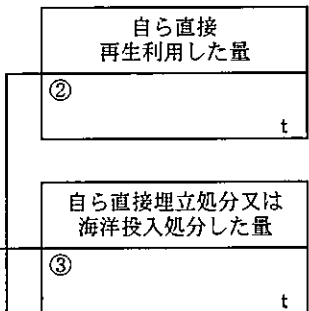 自ら直接
再生利用した量
②
t
自ら直接埋立処分又は
海洋投入処分した量
③
t